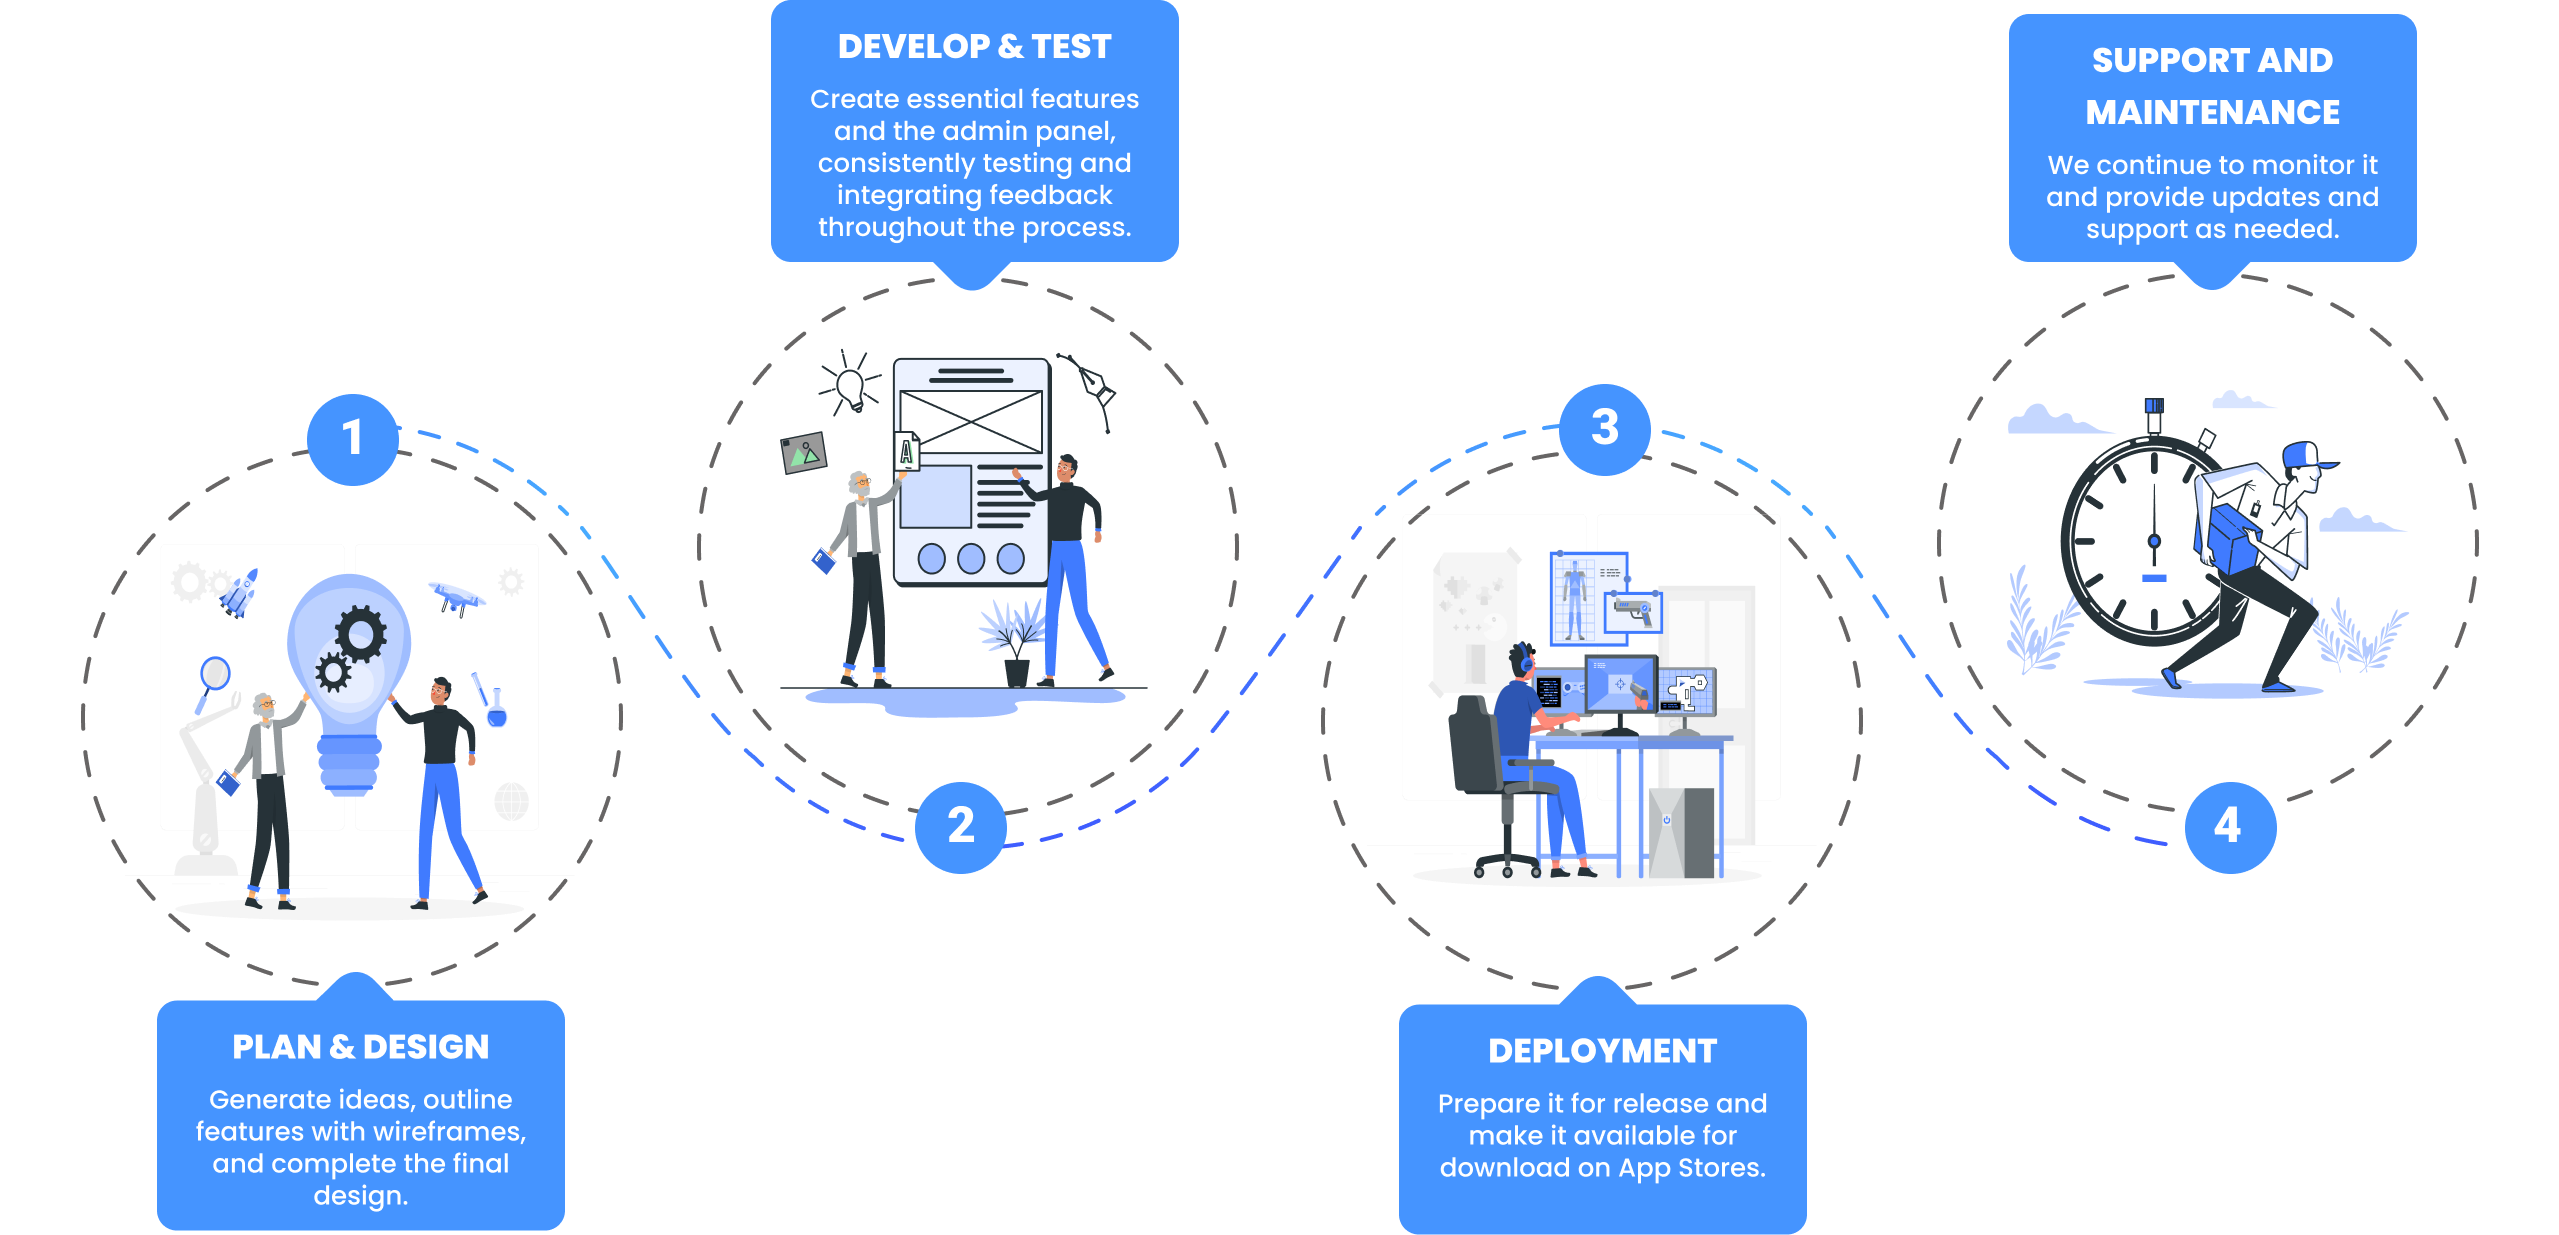 1
PLAN & DESIGN
Generate ideas, outline
features with wireframes,
and complete the final
design.
DEVELOP & TEST
Create essential features
and the admin panel,
consistently testing and
integrating feedback
throughout the process.
A
2
3
DEPLOYMENT
Prepare it for release and
make it available for
download on App Stores.
SUPPORT AND
MAINTENANCE
We continue to monitor it
and provide updates and
support as needed.
4